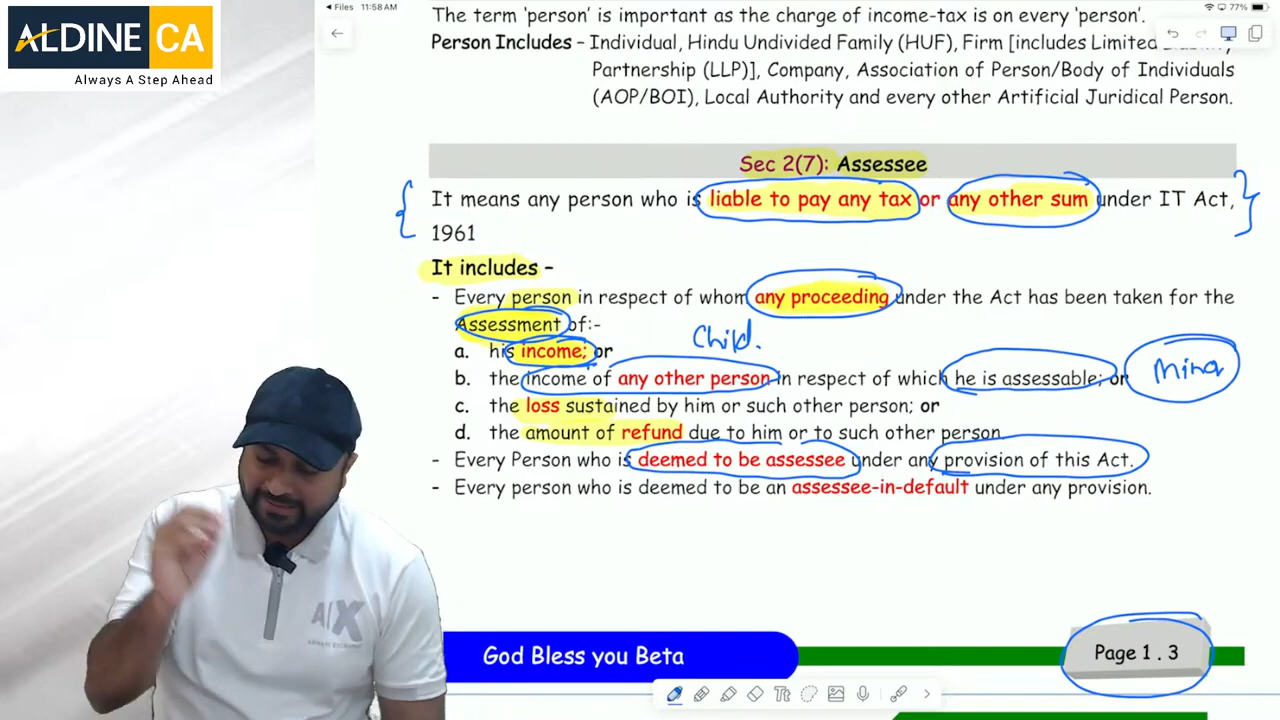 Files 11:58 AM
77%
ALDINE CA
Always A Step Ahead
The term ‘person’ is important as the charge of income-tax is on every ‘person’.
Person Includes – Individual, Hindu Undivided Family (HUF), Firm [includes Limited
Partnership (LLP)], Company, Association of Person/Body of Individuals
(AOP/BOI), Local Authority and every other Artificial Juridical Person.
Sec 2(7): Assessee
{ It means any person who is liable to pay any tax or any other sum under IT Act, }
1961
It includes –
- Every person in respect of whom any proceeding under the Act has been taken for the
Assessment of:-
Child.
a. his income; or
b. the income of any other person in respect of which he is assessable; or
c. the loss sustained by him or such other person; or
d. the amount of refund due to him or to such other person.
- Every Person who is deemed to be assessee under any provision of this Act.
- Every person who is deemed to be an assessee-in-default under any provision.
A|X
ARMANI EXCHANGE
God Bless you Beta
Page 1 . 3
Tt